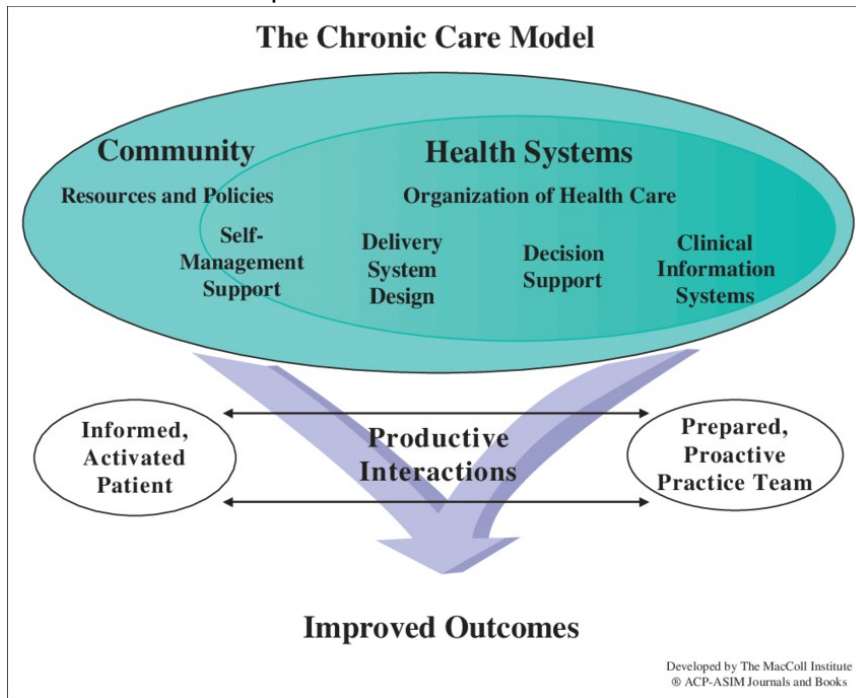 The Chronic Care Model
Community
Resources and Policies
Health Systems
Organization of Health Care
Self-
Management
Support
Delivery
System
Design
Decision
Support
Clinical
Information
Systems
Informed,
Activated
Patient
Productive
Interactions
Prepared,
Proactive
Practice Team
Improved Outcomes
Developed by The MacColl Institute
® ACP-ASIM Journals and Books